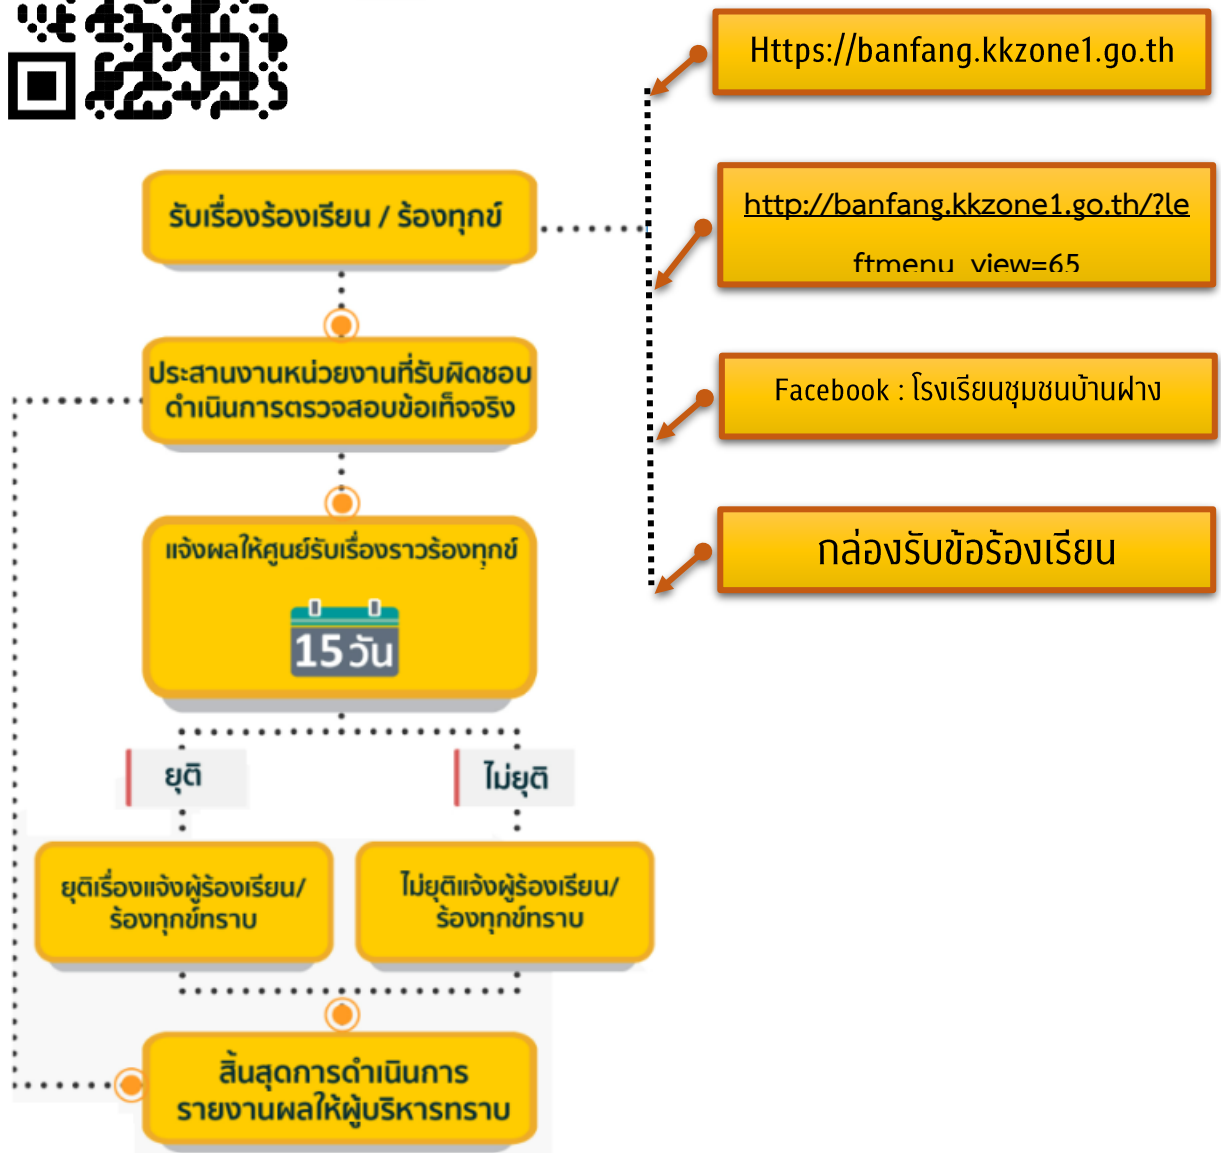 Https://banfang.kkzone1.go.th
http://banfang.kkzone1.go.th/?le
ftmenu_view=65
Facebook : โรงเรียนชุมชนบ้านฝาง
กล่องรับข้อร้องเรียน
รับเรื่องร้องเรียน / ร้องทุกข์
ประสานงานหน่วยงานที่รับผิดชอบ
ดำเนินการตรวจสอบข้อเท็จจริง
แจ้งผลให้ศูนย์รับเรื่องราวร้องทุกข์
15 วัน
ยุติ
ไม่ยุติ
ยุติเรื่องแจ้งผู้ร้องเรียน/
ร้องทุกข์ทราบ
ไม่ยุติแจ้งผู้ร้องเรียน/
ร้องทุกข์ทราบ
สิ้นสุดการดำเนินการ
รายงานผลให้ผู้บริหารทราบ